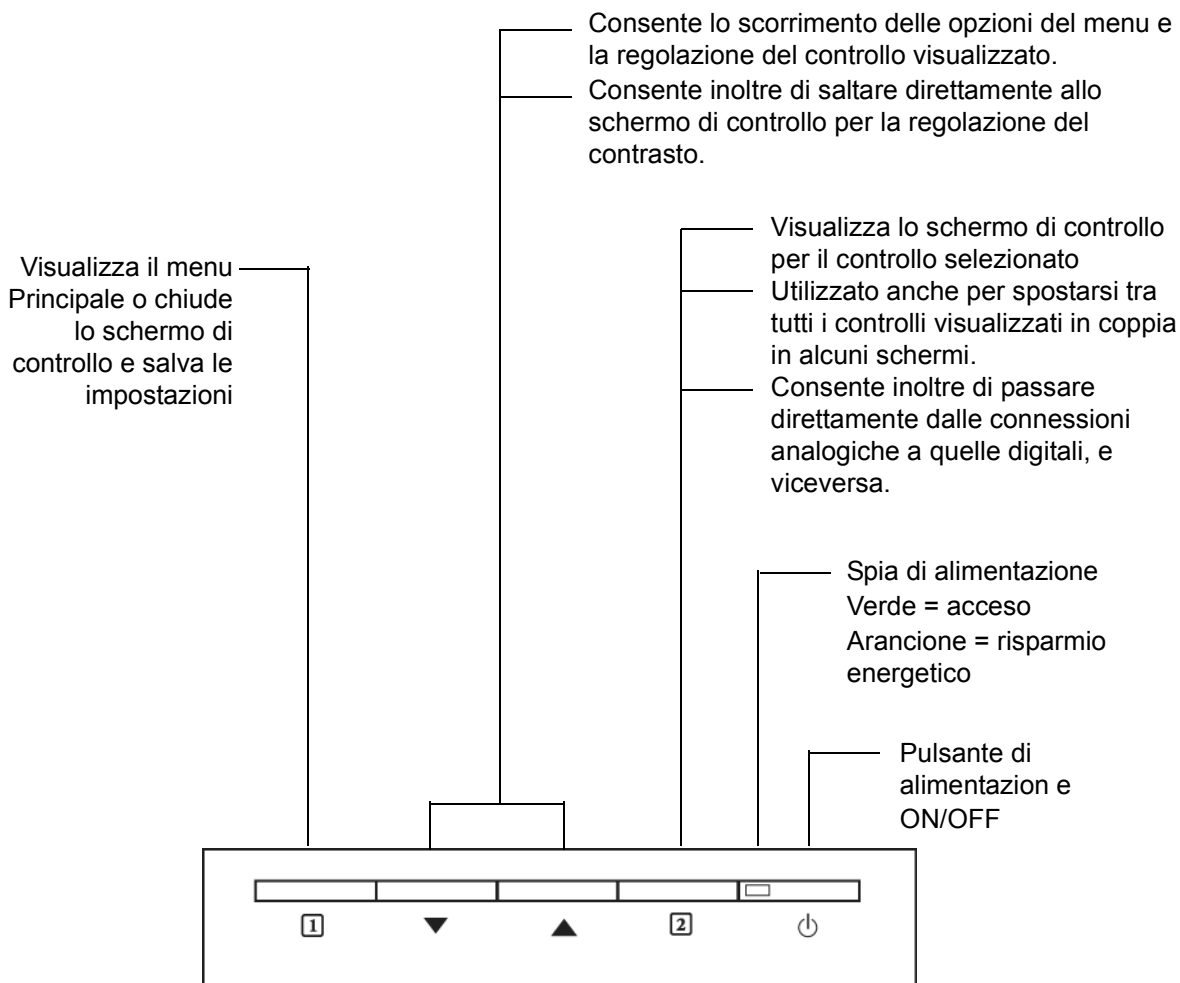 Consente lo scorrimento delle opzioni del menu e
la regolazione del controllo visualizzato.
Consente inoltre di saltare direttamente allo
schermo di controllo per la regolazione del
contrasto.
Visualizza il menu
Principale o chiude
lo schermo di
controllo e salva le
impostazioni
Visualizza lo schermo di controllo
per il controllo selezionato
Utilizzato anche per spostarsi tra
tutti i controlli visualizzati in coppia
in alcuni schermi.
Consente inoltre di passare
direttamente dalle connessioni
analogiche a quelle digitali, e
viceversa.
Spia di alimentazione
Verde = acceso
Arancione = risparmio
energetico
Pulsante di
alimentazion e
ON/OFF
1 ▼ ▲ 2